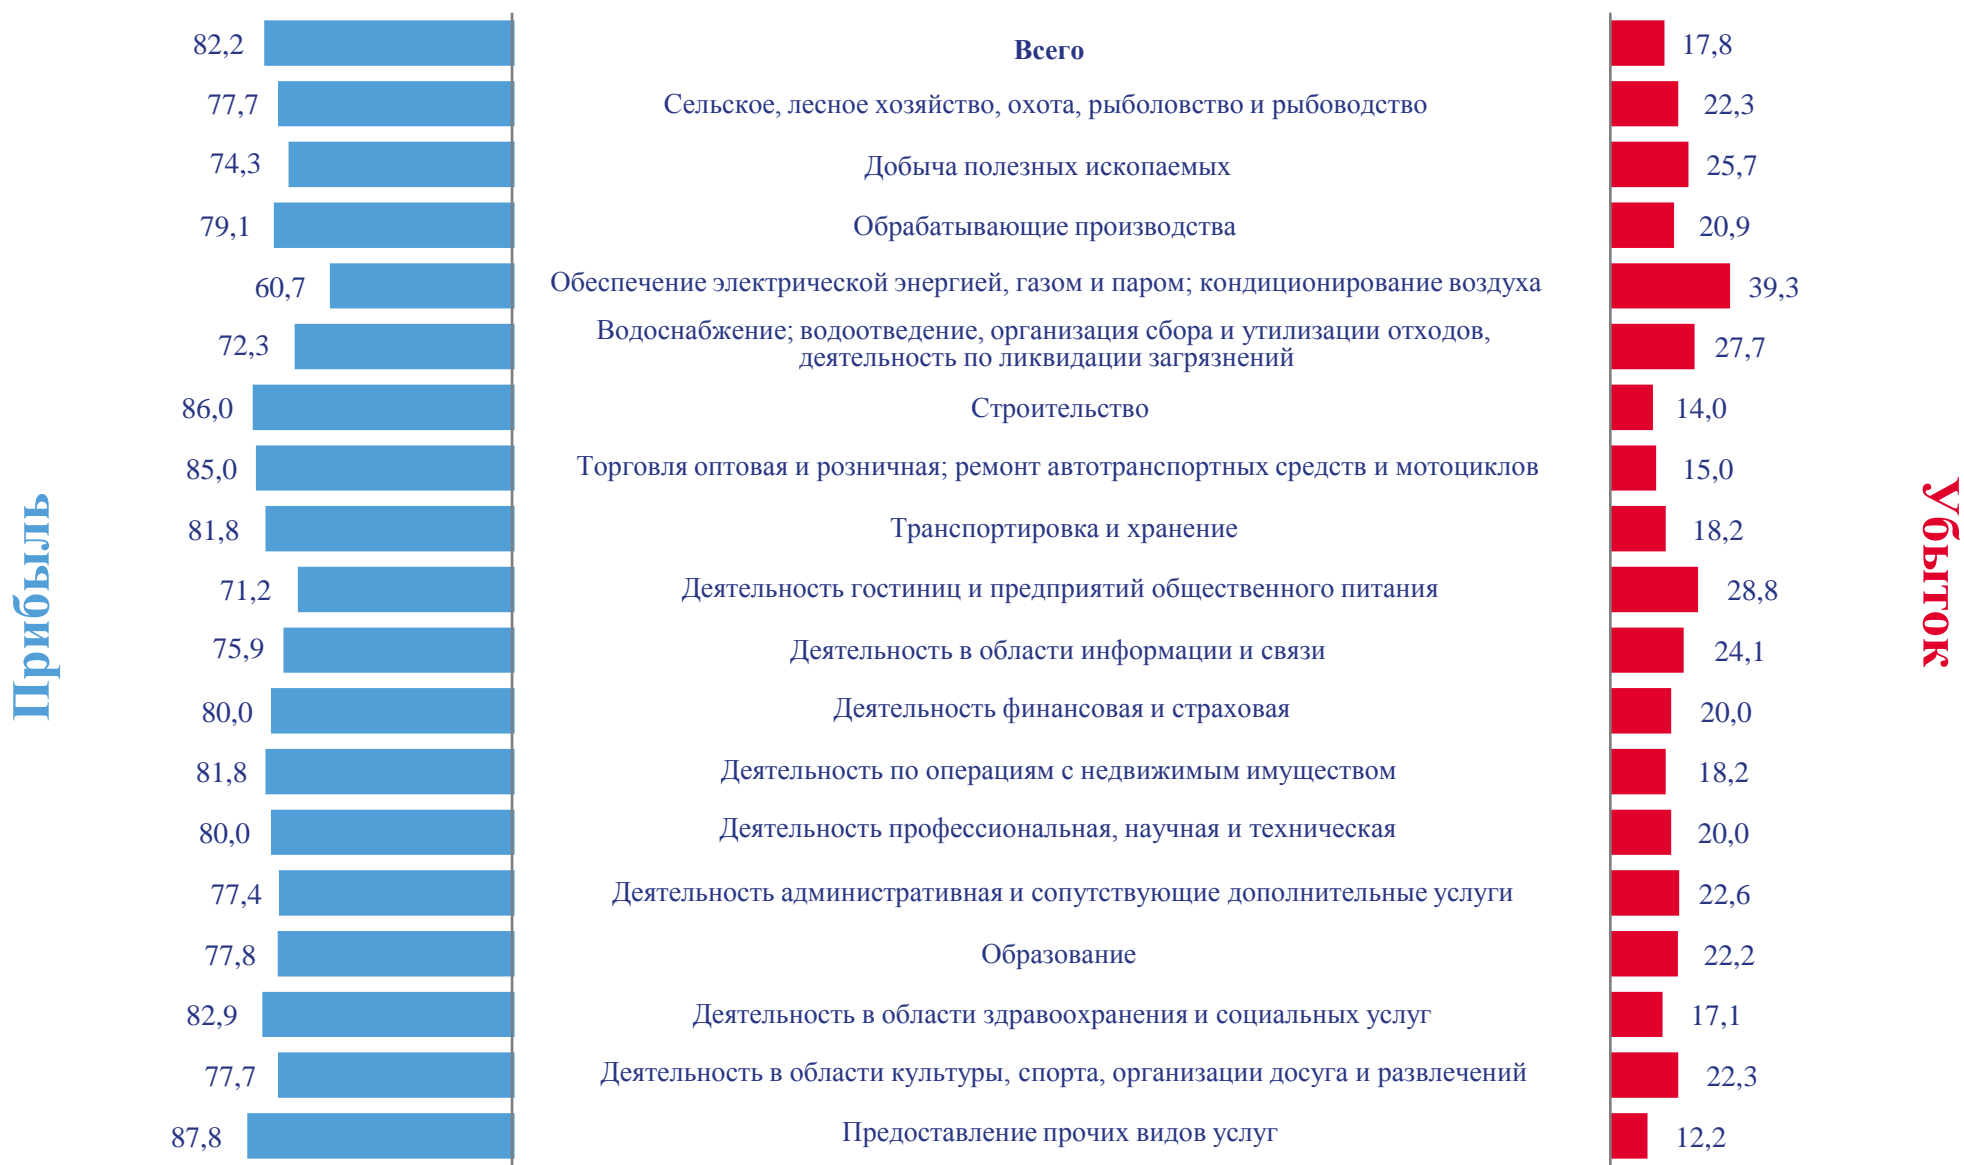 Прибыль
Убыток
82,2
Всего
17,8
77,7
Сельское, лесное хозяйство, охота, рыболовство и рыбоводство
22,3
74,3
Добыча полезных ископаемых
25,7
79,1
Обрабатывающие производства
20,9
60,7
Обеспечение электрической энергией, газом и паром; кондиционирование воздуха
39,3
72,3
Водоснабжение; водоотведение, организация сбора и утилизации отходов,
деятельность по ликвидации загрязнений
27,7
86,0
Строительство
14,0
85,0
Торговля оптовая и розничная; ремонт автотранспортных средств и мотоциклов
15,0
81,8
Транспортировка и хранение
18,2
71,2
Деятельность гостиниц и предприятий общественного питания
28,8
75,9
Деятельность в области информации и связи
24,1
80,0
Деятельность финансовая и страховая
20,0
81,8
Деятельность по операциям с недвижимым имуществом
18,2
80,0
Деятельность профессиональная, научная и техническая
20,0
77,4
Деятельность административная и сопутствующие дополнительные услуги
22,6
77,8
Образование
22,2
82,9
Деятельность в области здравоохранения и социальных услуг
17,1
77,7
Деятельность в области культуры, спорта, организации досуга и развлечений
22,3
87,8
Предоставление прочих видов услуг
12,2